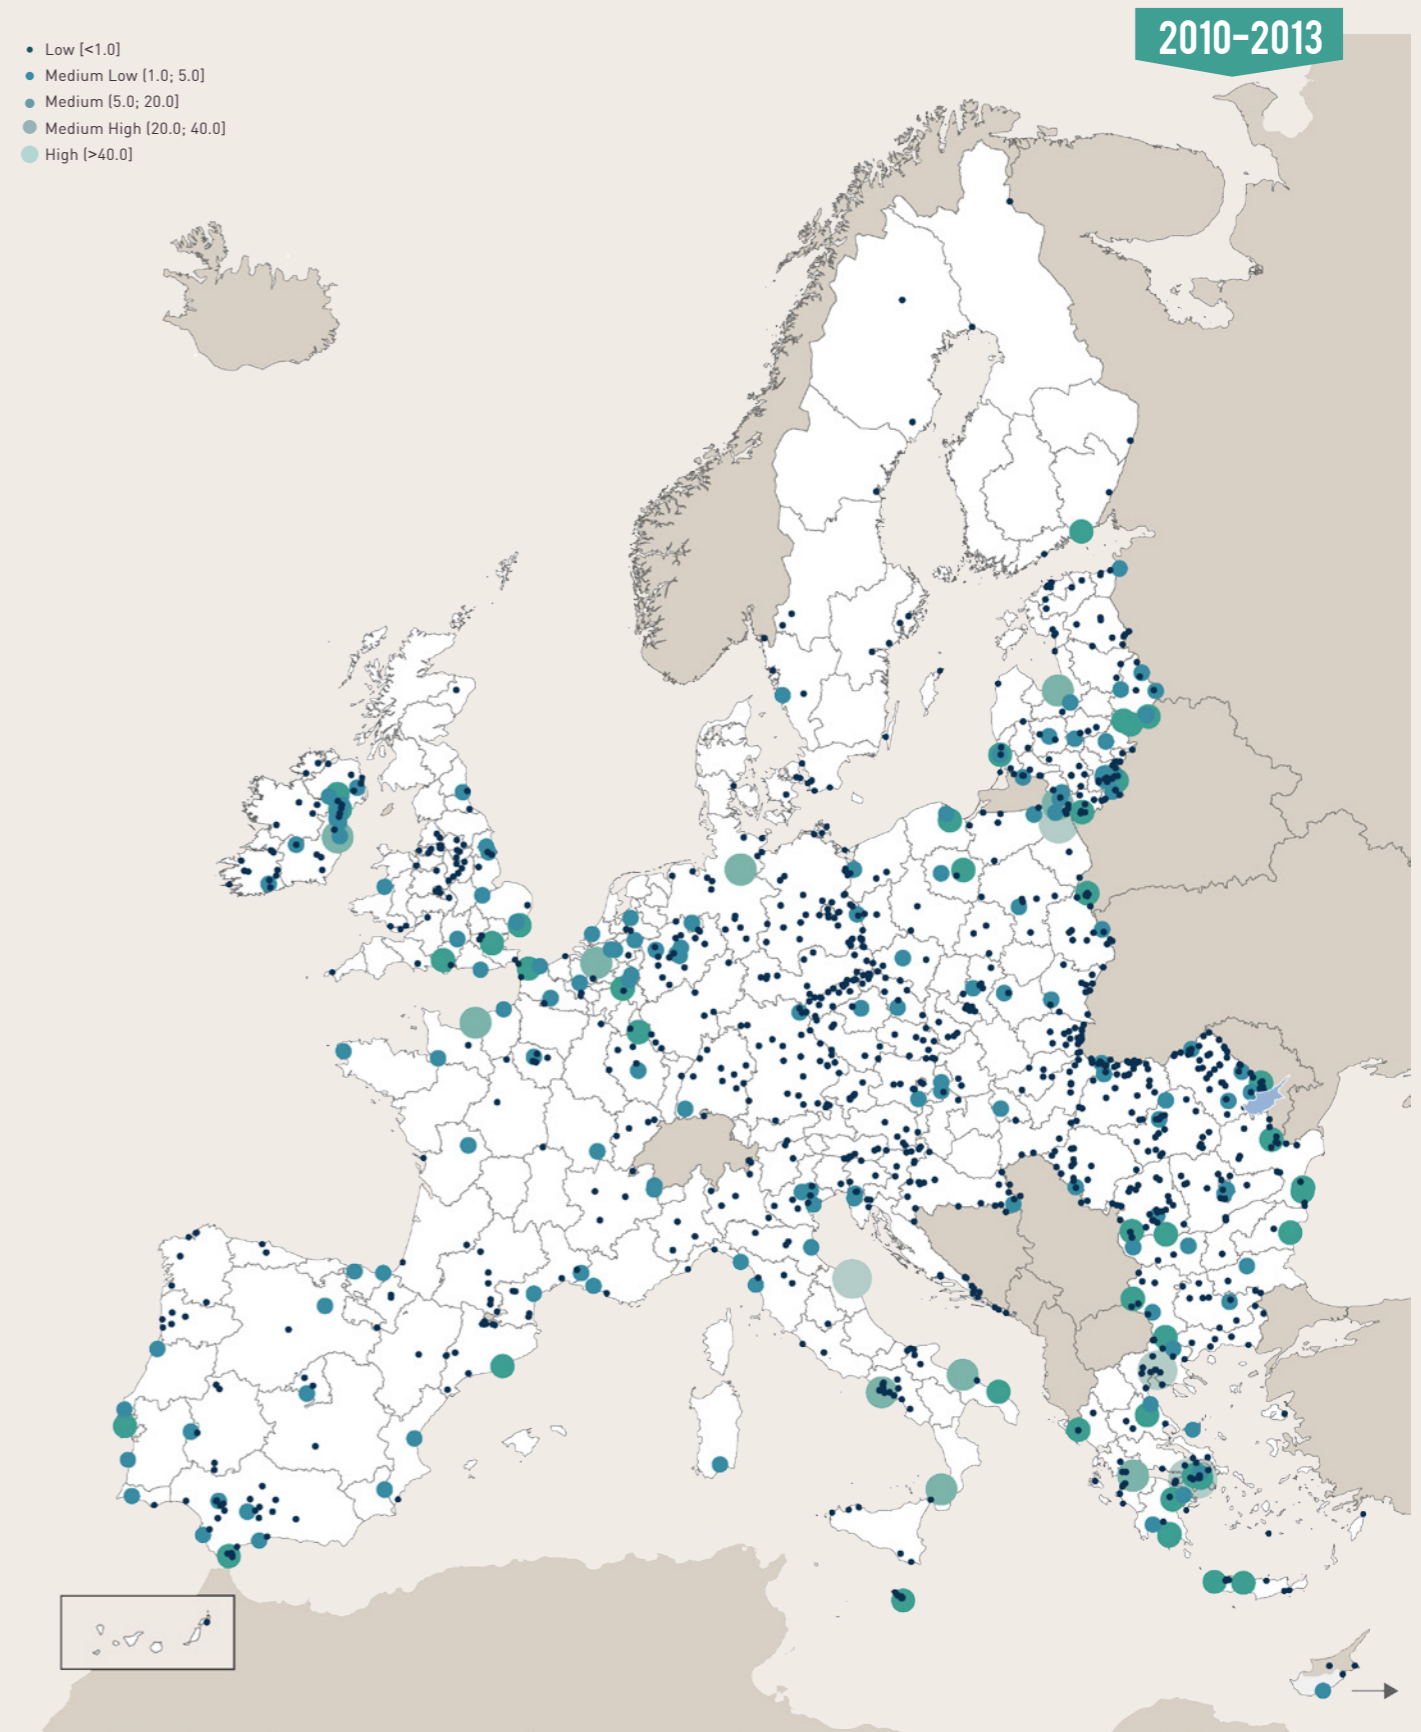 2010-2013
Low [<1.0]
Medium Low (1.0; 5.0]
Medium (5.0; 20.0]
Medium High (20.0; 40.0]
High (>40.0]